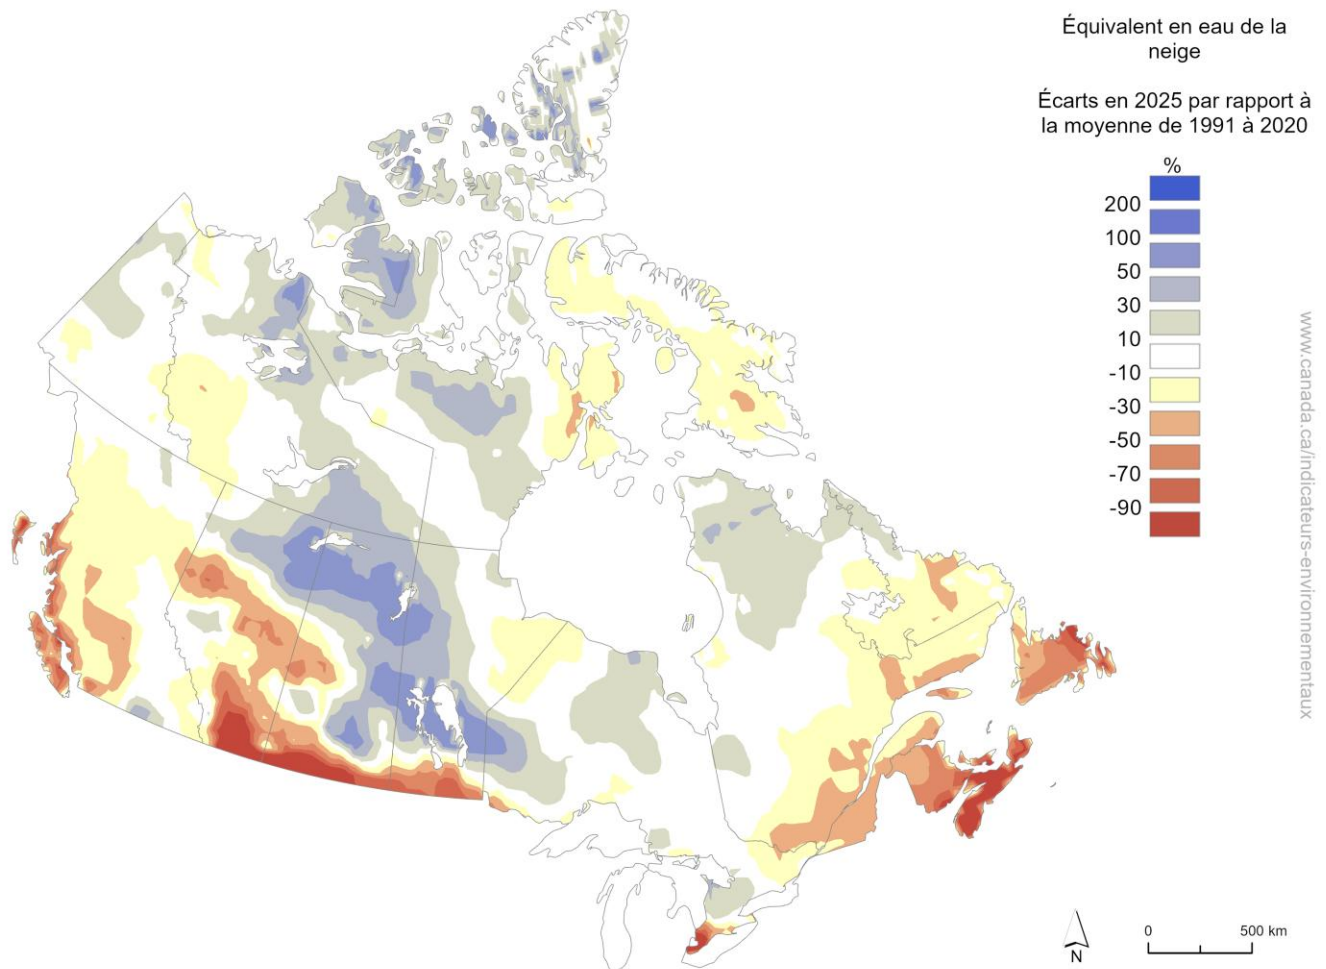 Équivalent en eau de la
neige
Écarts en 2025 par rapport à
la moyenne de 1991 à 2020
%
200
100
50
30
10
-10
-30
-50
-70
-90
www.canada.ca/indicateurs-environnementaux
N
0
500 km